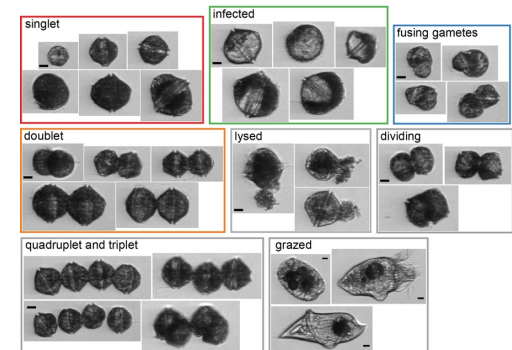 singlet
infected
fusing gametes
doublet
lysed
dividing
quadruplet and triplet
grazed